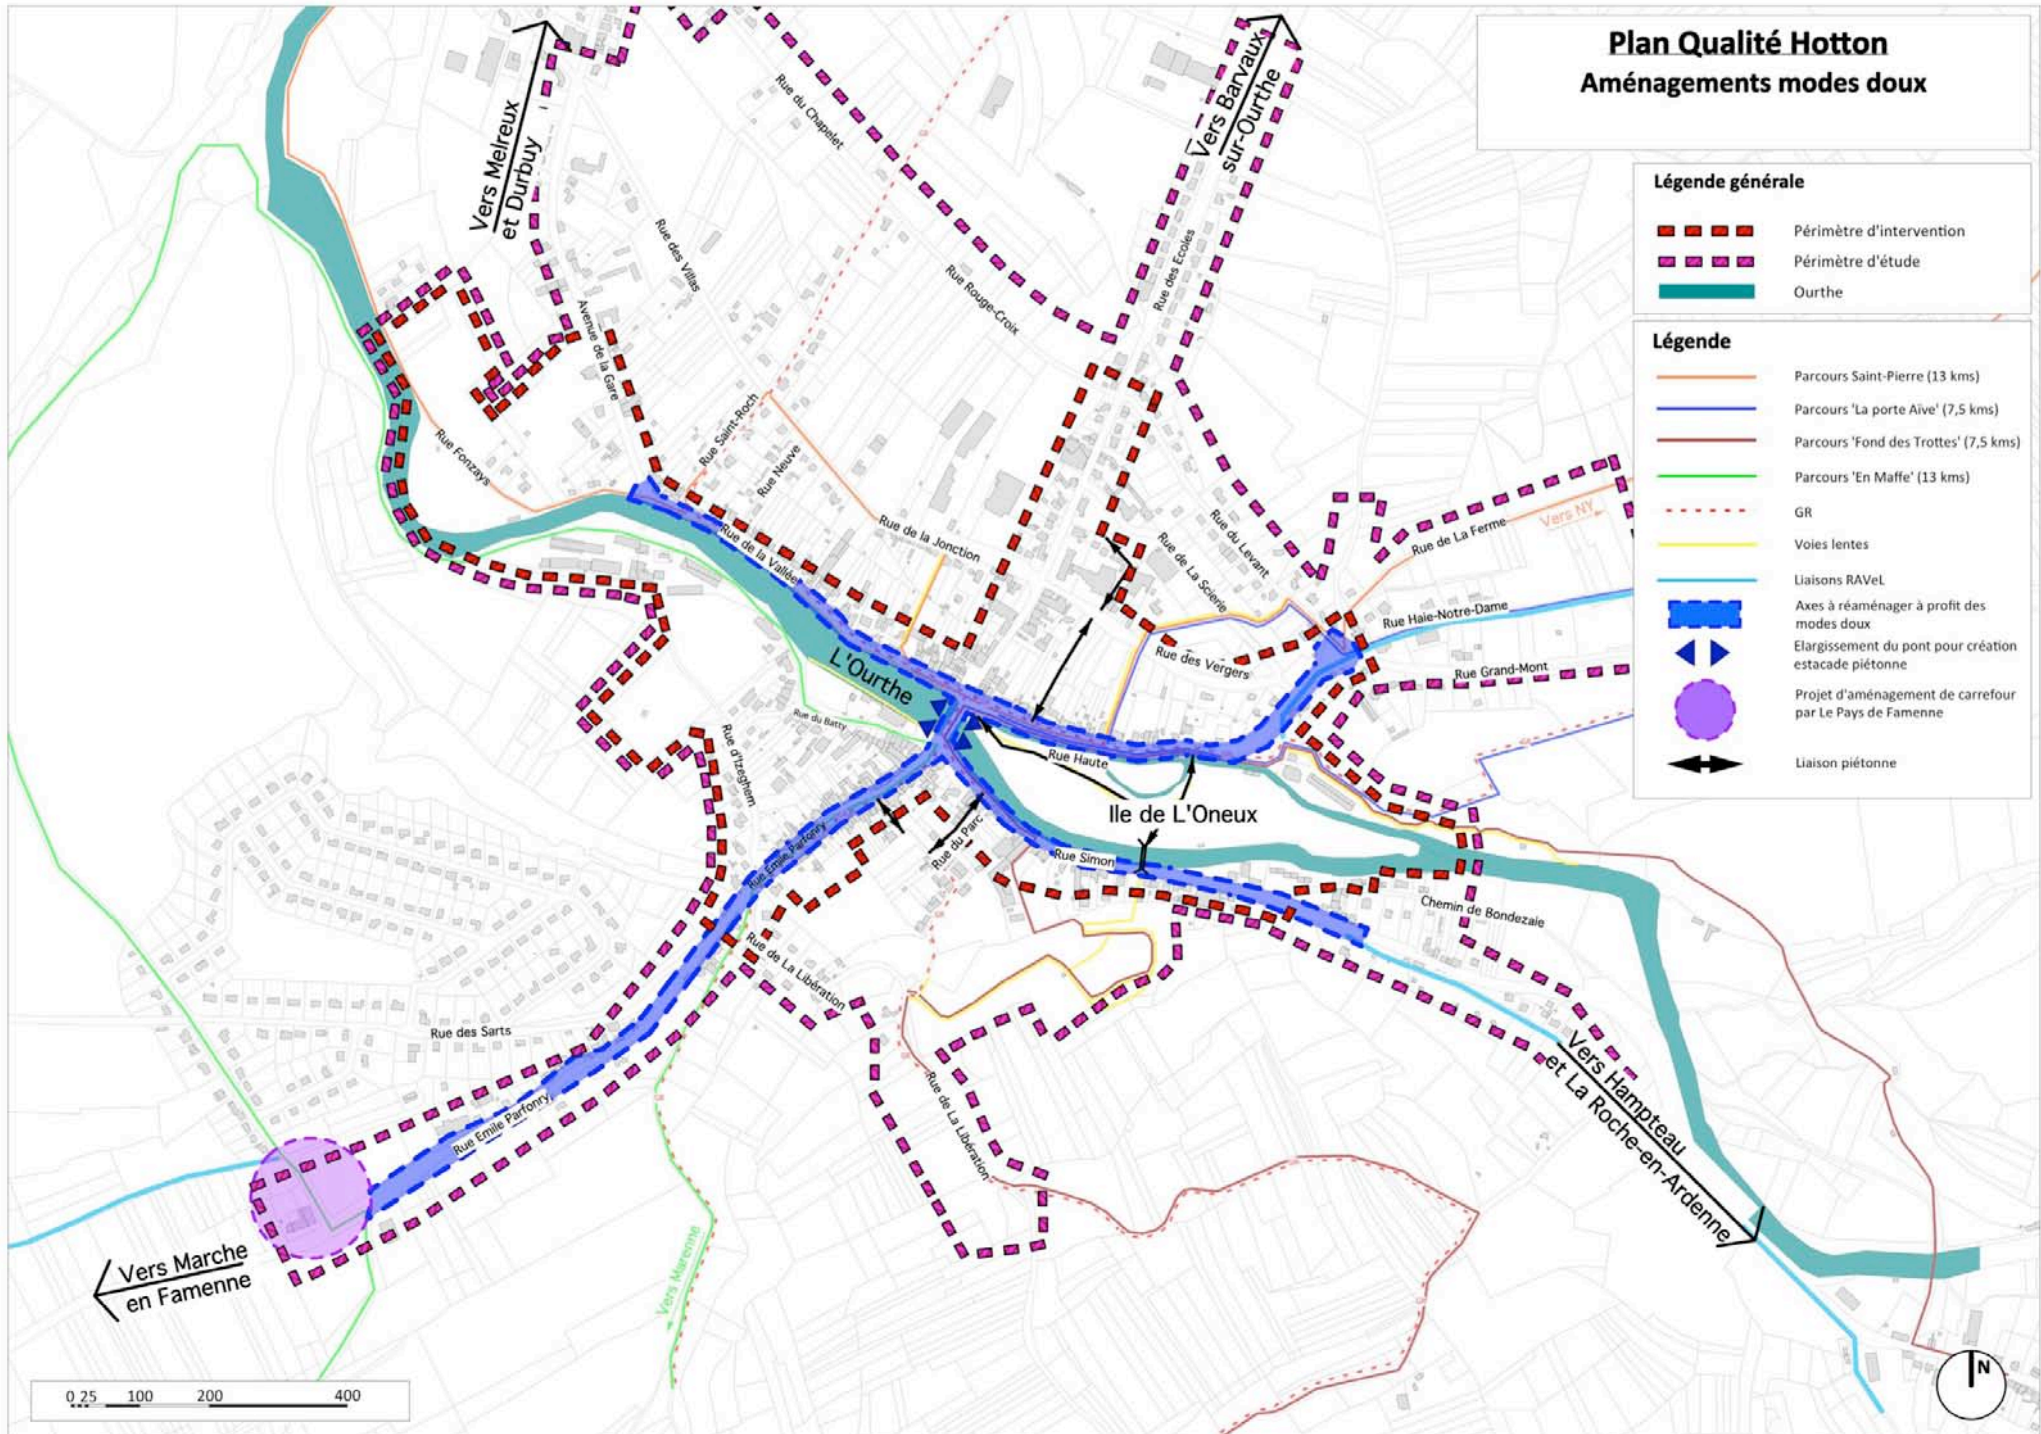 Plan Qualité Hotton
Aménagements modes doux
Légende générale
Périmètre d'intervention
Périmètre d'étude
Ourthe
Légende
Parcours Saint-Pierre (13 kms)
Parcours 'La porte Aïve' (7,5 kms)
Parcours 'Fond des Trottes' (7,5 kms)
Parcours 'En Maffe' (13 kms)
GR
Voies lentes
Liaisons RAVeL
Axes à réaménager à profit des
modes doux
Elargissement du pont pour création
estacade piétonne
Projet d'aménagement de carrefour
par Le Pays de Famenne
Liaison piétonne
Vers Melreux
et Durbuy
Vers Barvaux
sur-Ourthe
Rue du Chapelet
Rue des Villas
Rue des Ecoles
Rue Rouge-Croix
Avenue de la Gare
Rue Saint-Roch
Rue Neuve
Rue Fonzays
Rue de la Jonction
Rue de la Vallée
Rue du Levant
Rue de La Scierie
Rue de La Ferme
Vers NY
Rue Haie-Notre-Dame
Rue des Vergers
Rue Grand-Mont
L'Ourthe
Rue du Batty
Rue d'Izeghem
Rue Haute
Ile de L'Oneux
Rue du Parc
Rue Simon
Rue Emile Parfonry
Chemin de Bondezaie
Rue de La Libération
Rue des Sarts
Rue Emile Parfonry
Rue de La Libération
Vers Hampteau
et La Roche-en-Ardenne
Vers Marenne
Vers Marche
en Famenne
0 25 100 200 400
N